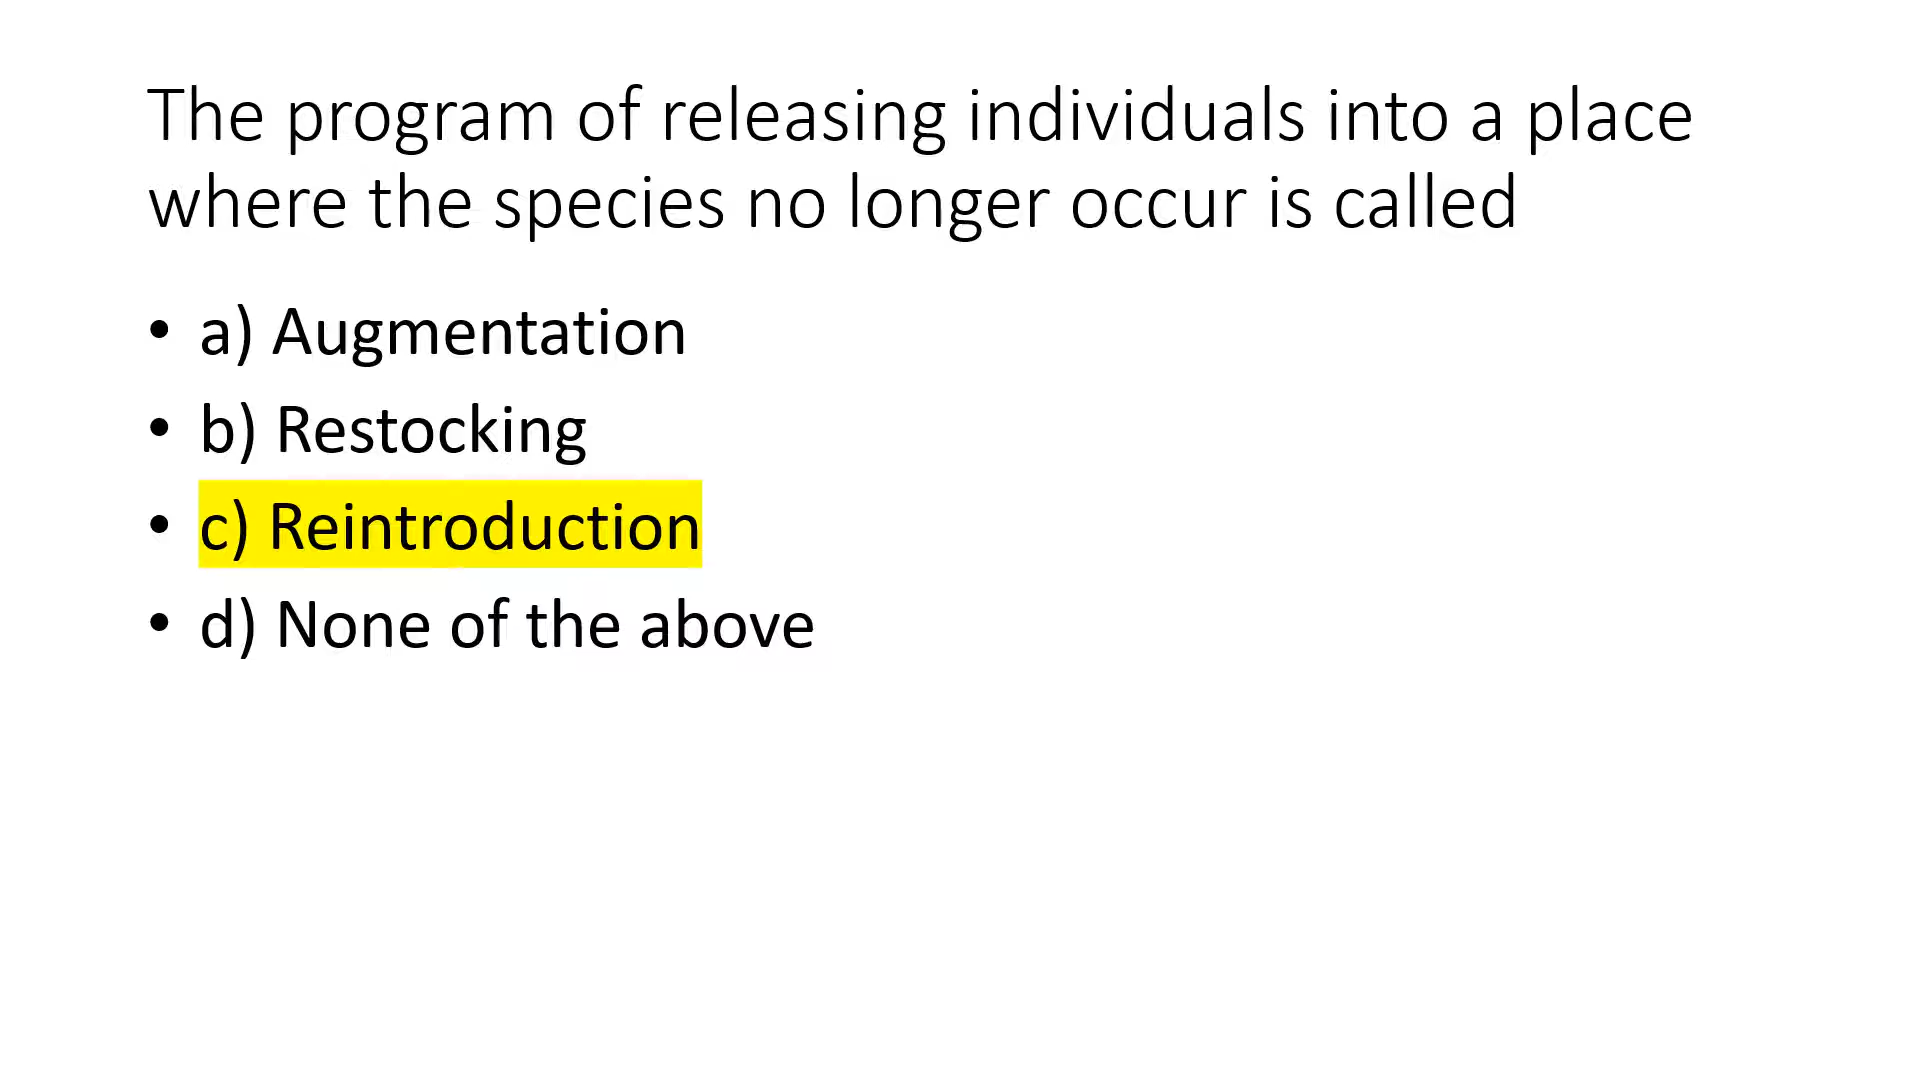 The program of releasing individuals into a place
where the species no longer occur is called
• a) Augmentation
• b) Restocking
• c) Reintroduction
• d) None of the above